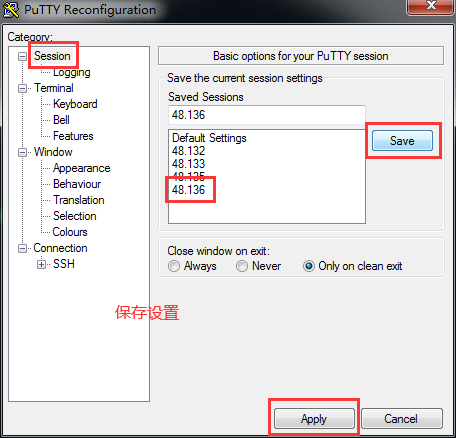 PuTTY Reconfiguration
Category:
Session
Logging
Terminal
Keyboard
Bell
Features
Window
Appearance
Behaviour
Translation
Selection
Colours
Connection
SSH
Basic options for your PuTTY session
Save the current session settings
Saved Sessions
48.136
Default Settings
48.132
48.133
48.135
48.136
Save
Close window on exit:
Always
Never
Only on clean exit
保存设置
Apply
Cancel